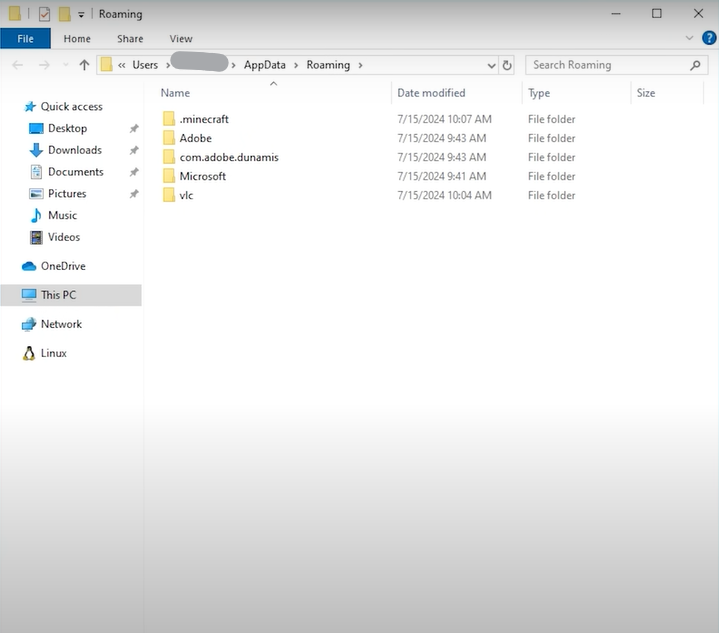 Roaming
File Home Share View
« Users › › AppData › Roaming ›
Search Roaming
Name Date modified Type Size
Quick access
Desktop
Downloads
Documents
Pictures
Music
Videos
OneDrive
This PC
Network
Linux
.minecraft 7/15/2024 10:07 AM File folder
Adobe 7/15/2024 9:43 AM File folder
com.adobe.dunamis 7/15/2024 9:43 AM File folder
Microsoft 7/15/2024 9:41 AM File folder
vlc 7/15/2024 10:04 AM File folder